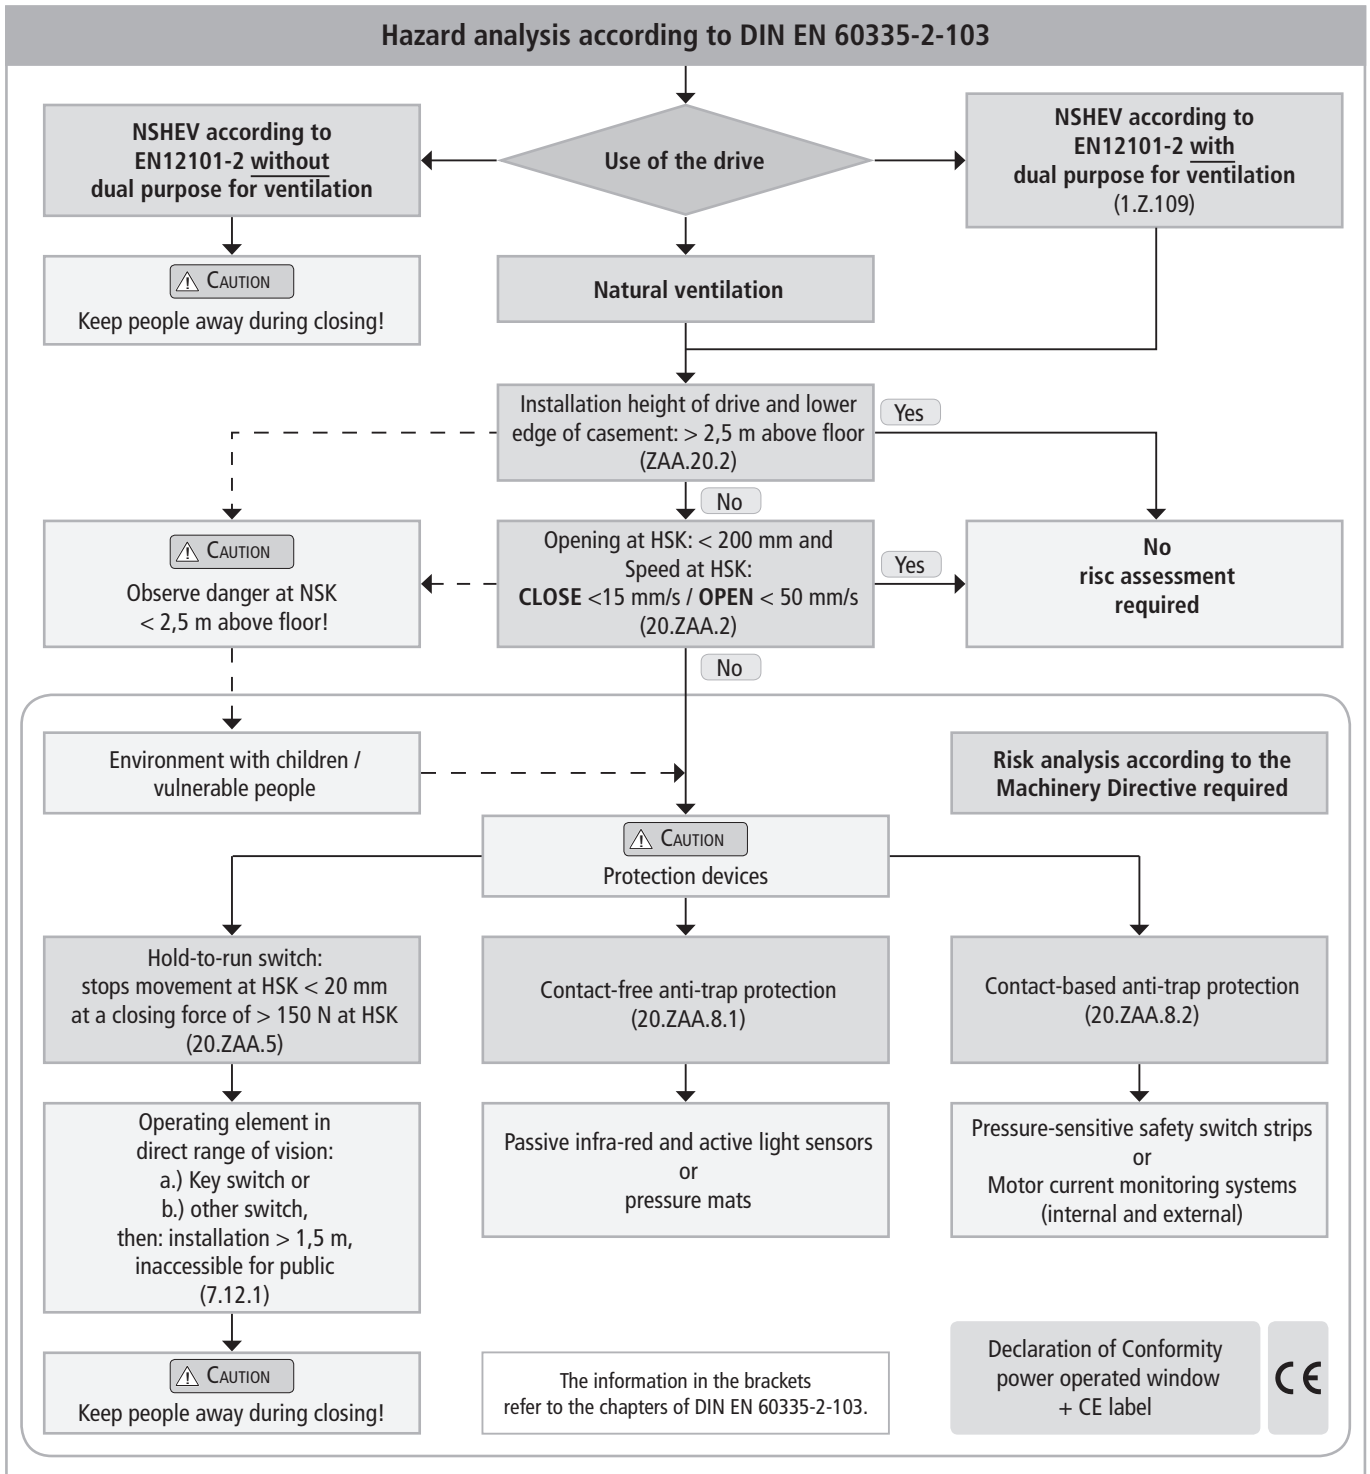 Hazard analysis according to DIN EN 60335-2-103
NSHEV according to
EN12101-2 without
dual purpose for ventilation
Use of the drive
NSHEV according to
EN12101-2 with
dual purpose for ventilation
(1.Z.109)
CAUTION
Keep people away during closing!
Natural ventilation
Installation height of drive and lower
edge of casement: > 2,5 m above floor
(ZAA.20.2)
Yes
No
CAUTION
Observe danger at NSK
< 2,5 m above floor!
Opening at HSK: < 200 mm and
Speed at HSK:
CLOSE <15 mm/s / OPEN < 50 mm/s
(20.ZAA.2)
Yes
No
risc assessment
required
No
Environment with children /
vulnerable people
Risk analysis according to the
Machinery Directive required
CAUTION
Protection devices
Hold-to-run switch:
stops movement at HSK < 20 mm
at a closing force of > 150 N at HSK
(20.ZAA.5)
Contact-free anti-trap protection
(20.ZAA.8.1)
Contact-based anti-trap protection
(20.ZAA.8.2)
Operating element in
direct range of vision:
a.) Key switch or
b.) other switch,
then: installation > 1,5 m,
inaccessible for public
(7.12.1)
Passive infra-red and active light sensors
or
pressure mats
Pressure-sensitive safety switch strips
or
Motor current monitoring systems
(internal and external)
CAUTION
Keep people away during closing!
The information in the brackets
refer to the chapters of DIN EN 60335-2-103.
Declaration of Conformity
power operated window
+ CE label
CE